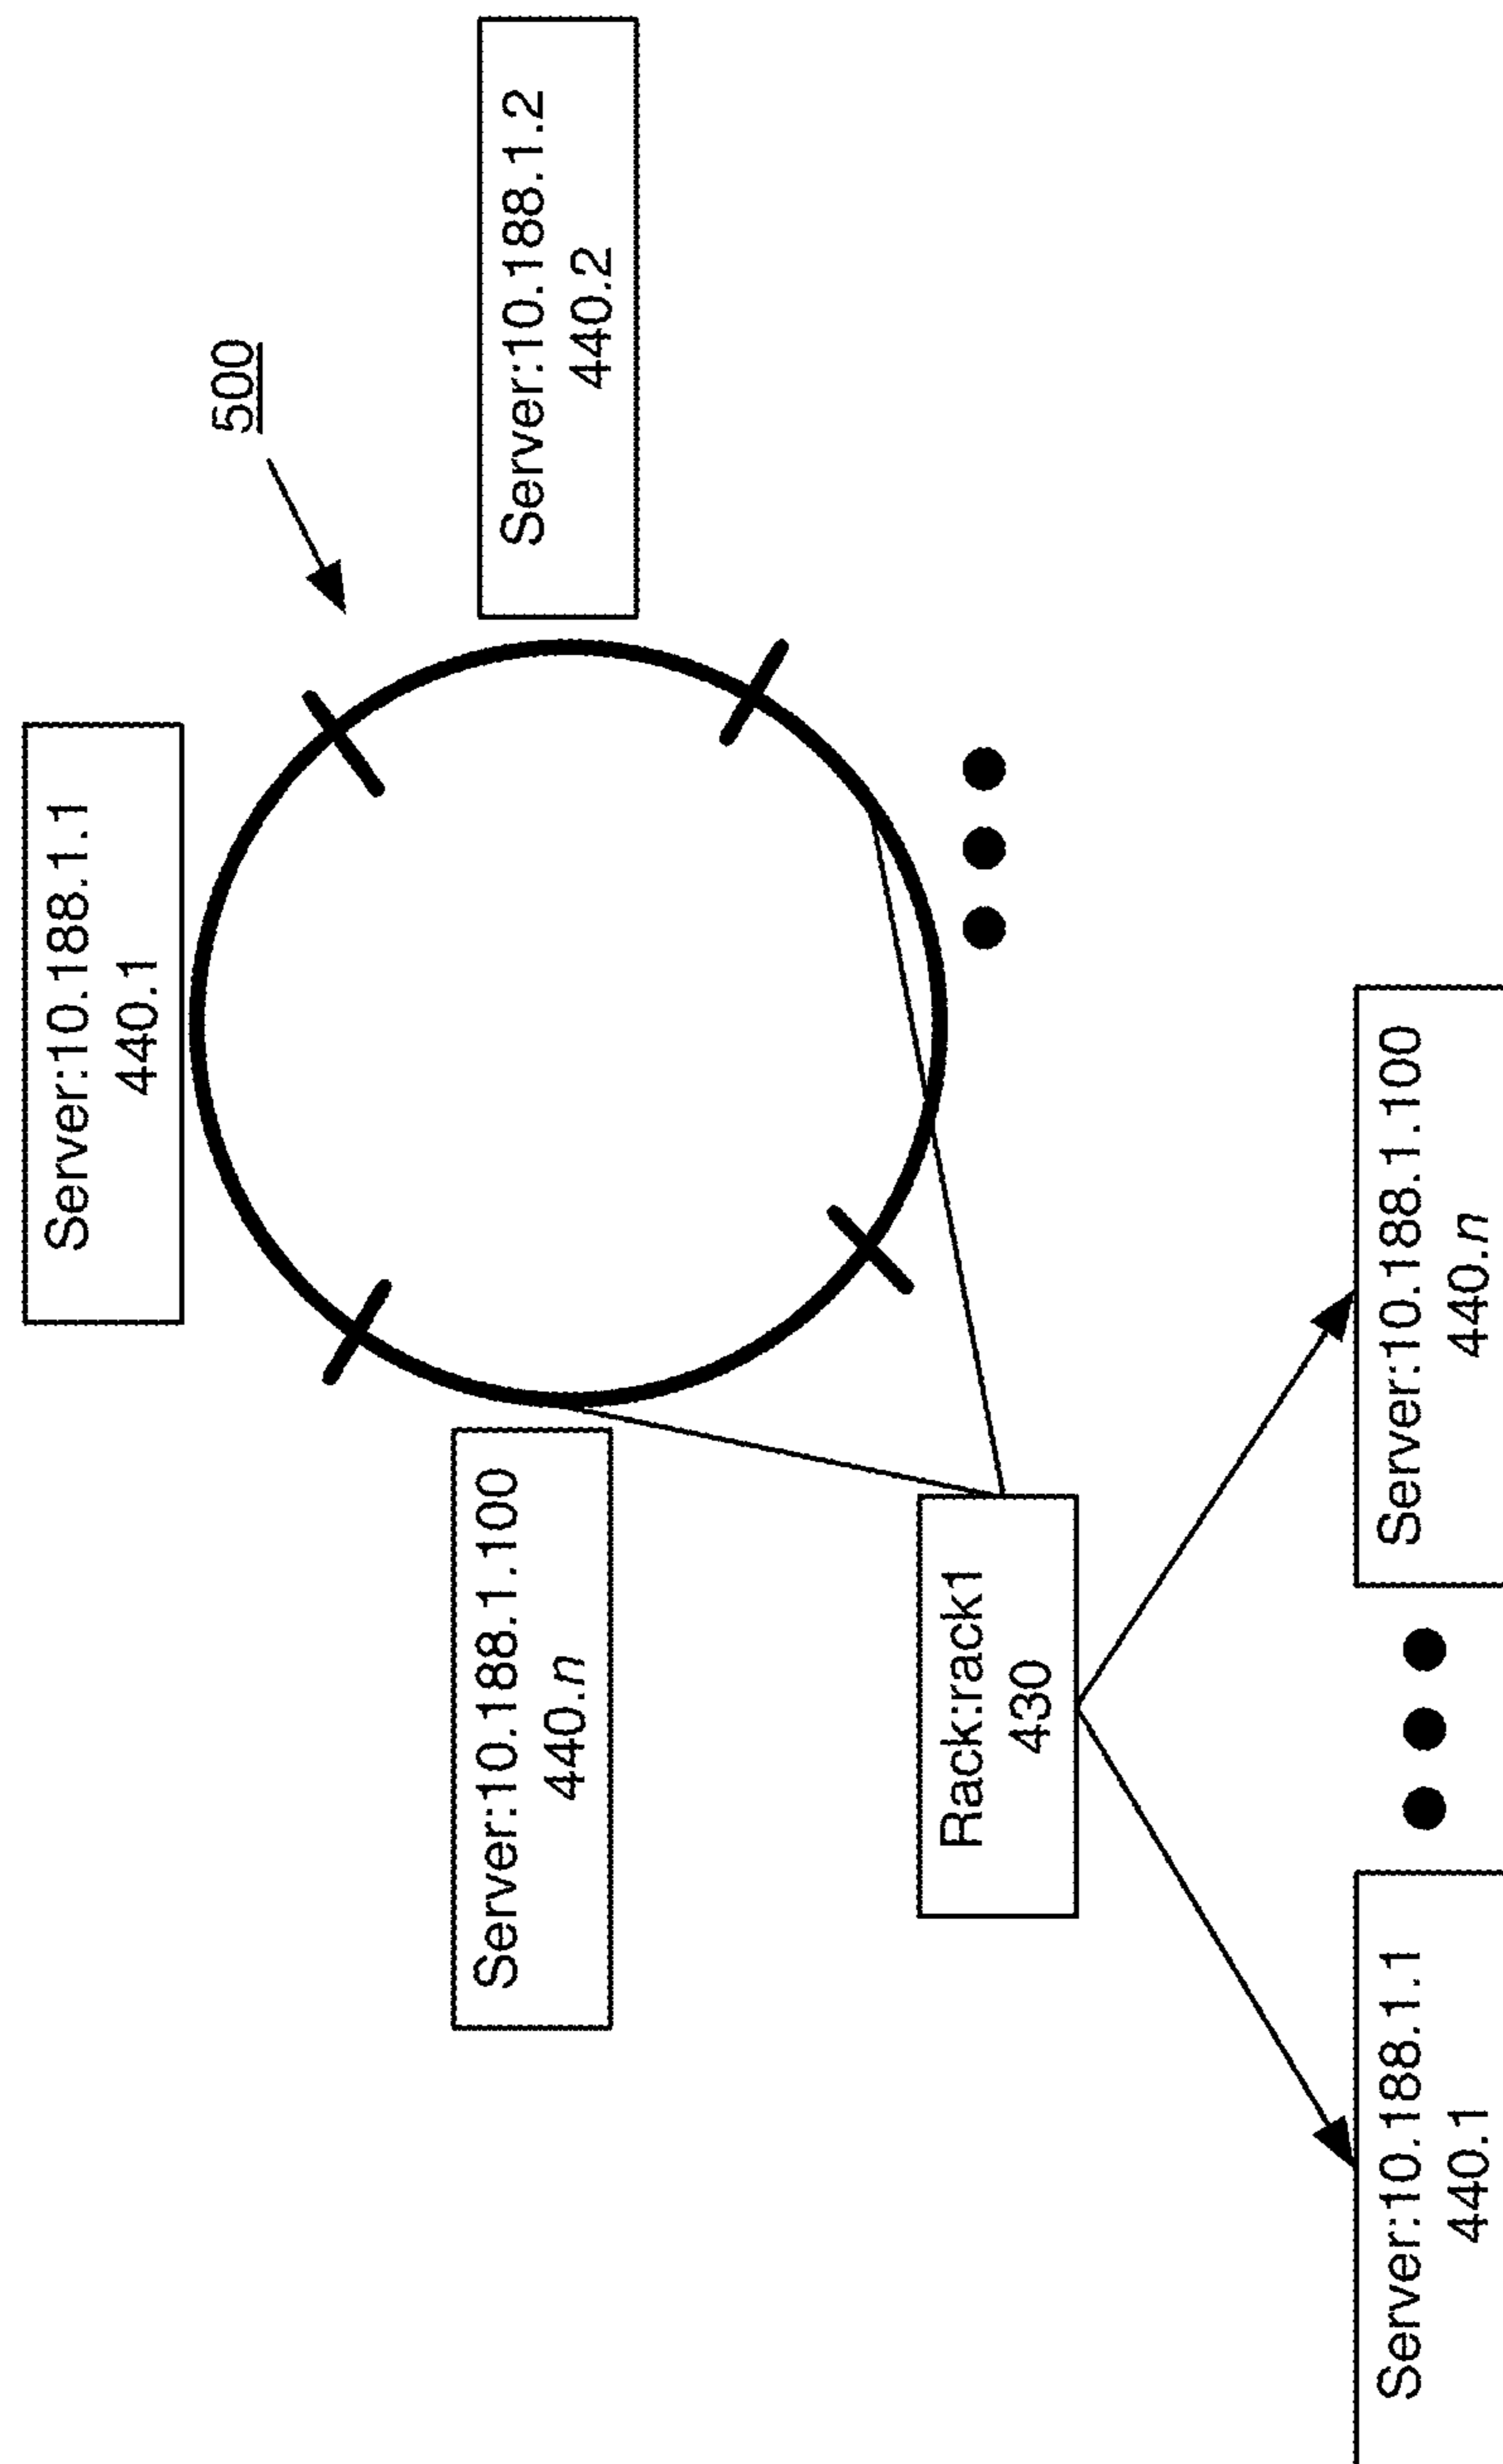 Server:10.188.1.1
440.1
500
Server:10.188.1.100
440.n
Server:10.188.1.2
440.2
Rack:rack1
430
Server:10.188.1.1
440.1
Server:10.188.1.100
440.n